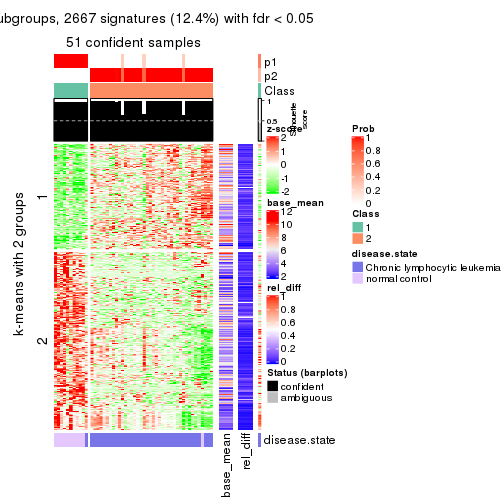 ubgroups, 2667 signatures (12.4%) with fdr < 0.05
51 confident samples
p1
p2
Class
1
0.5
0
Silhouette
score
k-means with 2 groups
1
2
base_mean
rel_diff
disease.state
z-score
2
1
0
-1
-2
base_mean
12
10
8
6
4
2
rel_diff
1
0.8
0.6
0.4
0.2
0
Status (barplots)
confident
ambiguous
Prob
1
0.8
0.6
0.4
0.2
0
Class
1
2
disease.state
Chronic lymphocytic leukemia
normal control